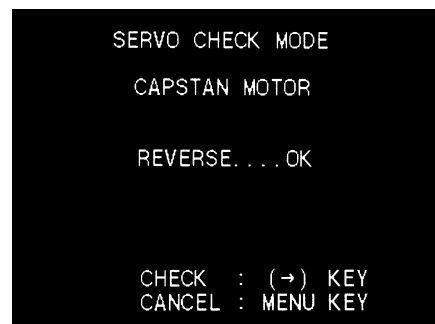 SERVO CHECK MODE
CAPSTAN MOTOR
REVERSE....OK
CHECK : (→) KEY
CANCEL : MENU KEY